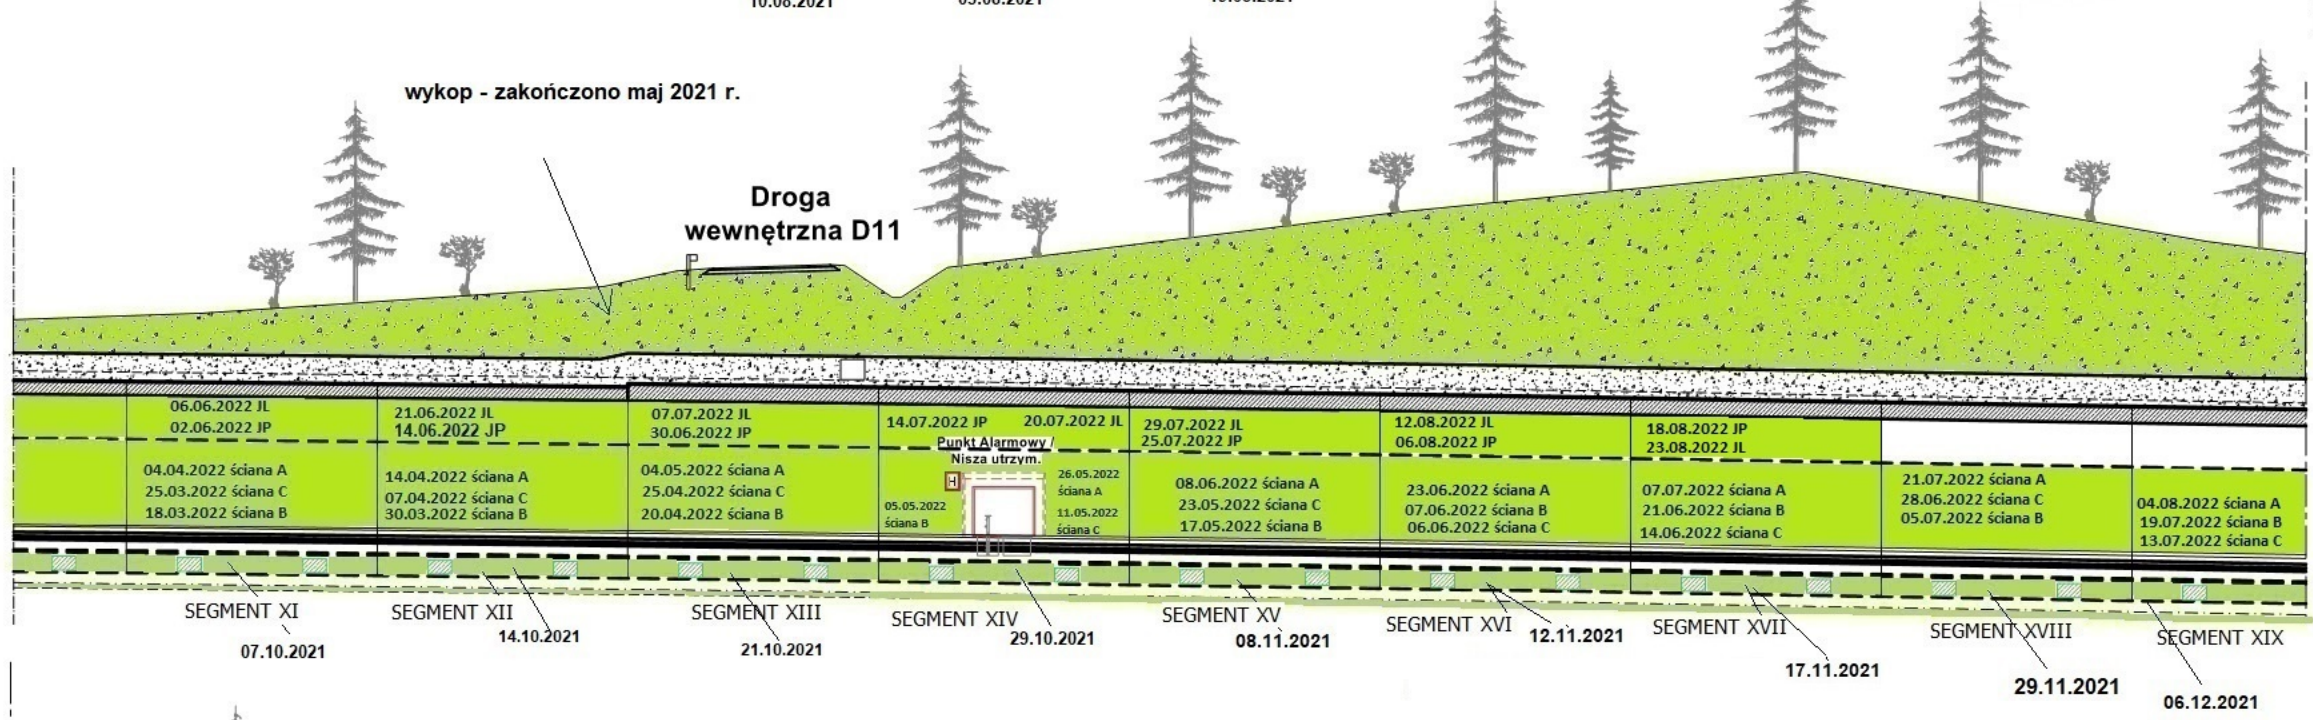 10.08.2021
wykop - zakończono maj 2021 r.
Droga
wewnętrzna D11
06.06.2022 JL
02.06.2022 JP
04.04.2022 ściana A
25.03.2022 ściana C
18.03.2022 ściana B
21.06.2022 JL
14.06.2022 JP
14.04.2022 ściana A
07.04.2022 ściana C
30.03.2022 ściana B
07.07.2022 JL
30.06.2022 JP
04.05.2022 ściana A
25.04.2022 ściana C
20.04.2022 ściana B
14.07.2022 JP
20.07.2022 JL
Punkt Alarmowy /
Nisza utrzym.
H
05.05.2022
ściana B
26.05.2022
ściana A
11.05.2022
ściana C
29.07.2022 JL
25.07.2022 JP
08.06.2022 ściana A
23.05.2022 ściana C
17.05.2022 ściana B
12.08.2022 JL
06.08.2022 JP
23.06.2022 ściana A
07.06.2022 ściana B
06.06.2022 ściana C
18.08.2022 JP
23.08.2022 JL
07.07.2022 ściana A
21.06.2022 ściana B
14.06.2022 ściana C
21.07.2022 ściana A
28.06.2022 ściana C
05.07.2022 ściana B
04.08.2022 ściana A
19.07.2022 ściana B
13.07.2022 ściana C
SEGMENT XI
07.10.2021
SEGMENT XII
14.10.2021
SEGMENT XIII
21.10.2021
SEGMENT XIV
29.10.2021
SEGMENT XV
08.11.2021
SEGMENT XVI
12.11.2021
SEGMENT XVII
17.11.2021
SEGMENT XVIII
29.11.2021
SEGMENT XIX
06.12.2021